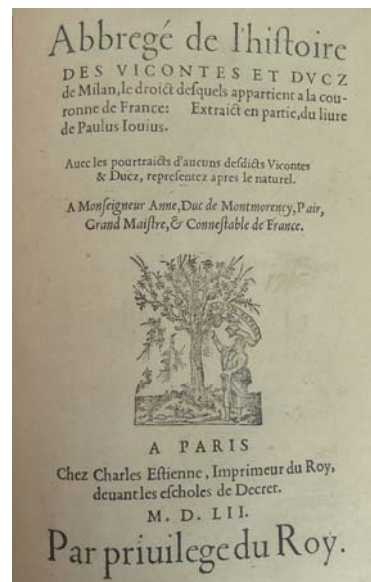 Abbregé de l'hiſtoire
DES VICONTES ET DVCZ
de Milan, le droict deſquels appartient a la cou-
ronne de France: Extraict en partie, du liure
de Paulus Iouius.
Auec les pourtraicts d'aucuns deſdicts Vicontes
& Ducz, repreſentez apres le naturel.
A Monſeigneur Anne, Duc de Montmorency, Pair,
Grand Maiſtre, & Conneſtable de France.
A PARIS
Chez Charles Eſtienne, Imprimeur du Roy,
deuant les eſcholes de Decret.
M. D. LII.
Par priuilege du Roy.